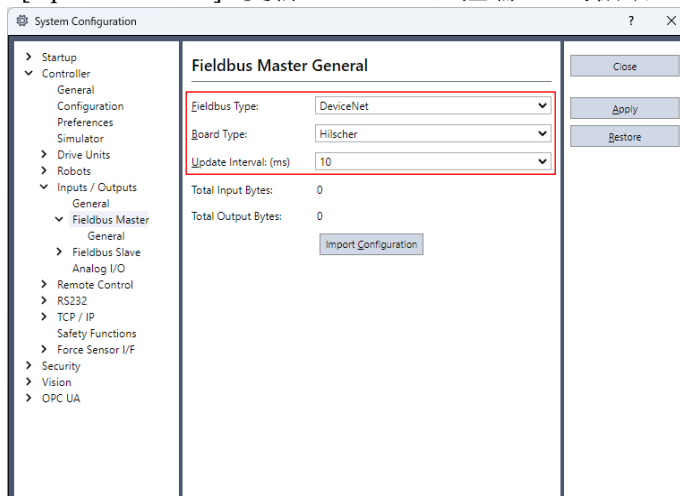 System Configuration
? ×
Startup
Controller
General
Configuration
Preferences
Simulator
Drive Units
Robots
Inputs / Outputs
General
Fieldbus Master
General
Fieldbus Slave
Analog I/O
Remote Control
RS232
TCP / IP
Safety Functions
Force Sensor I/F
Security
Vision
OPC UA
Fieldbus Master General
Fieldbus Type: DeviceNet
Board Type: Hilscher
Update Interval: (ms) 10
Total Input Bytes: 0
Total Output Bytes: 0
Import Configuration
Close
Apply
Restore